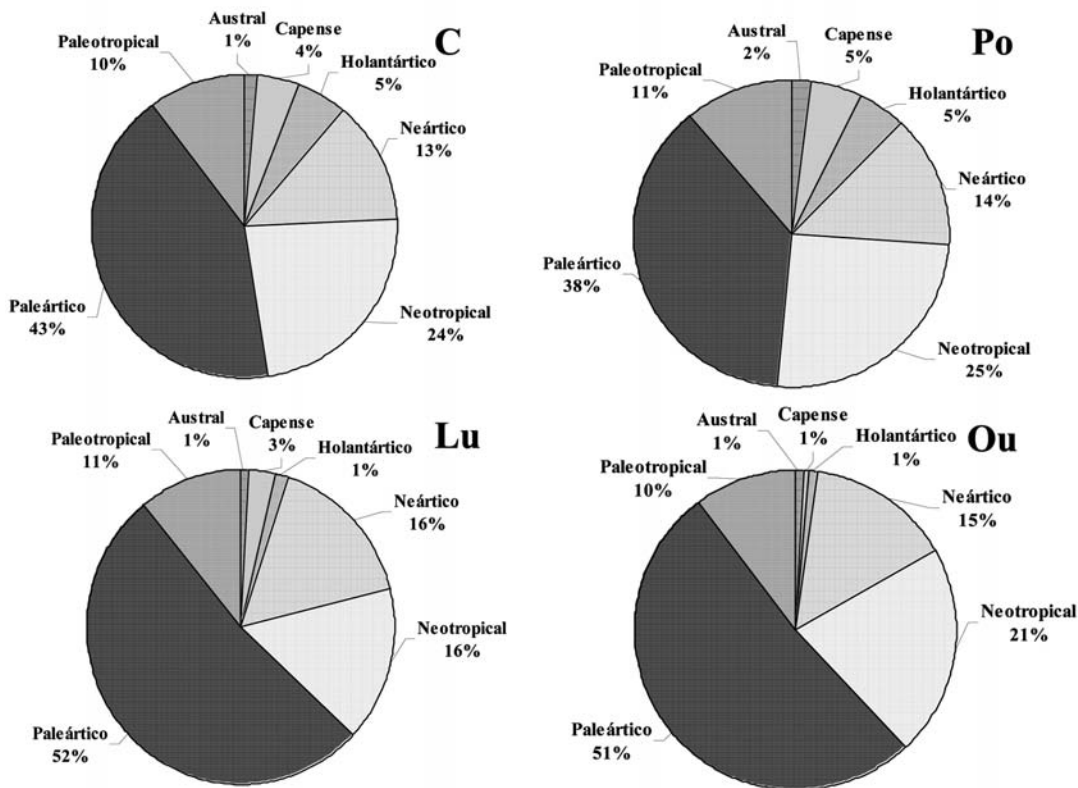 C
Austral
1%
Capense
4%
Holantártico
5%
Neártico
13%
Neotropical
24%
Paleártico
43%
Paleotropical
10%
Po
Austral
2%
Capense
5%
Holantártico
5%
Neártico
14%
Neotropical
25%
Paleártico
38%
Paleotropical
11%
Lu
Austral
1%
Capense
3%
Holantártico
1%
Neártico
16%
Neotropical
16%
Paleártico
52%
Paleotropical
11%
Ou
Austral
1%
Capense
1%
Holantártico
1%
Neártico
15%
Neotropical
21%
Paleártico
51%
Paleotropical
10%